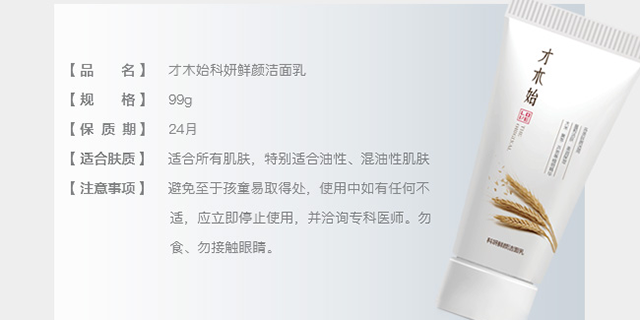 【品　　名】 才木始科妍鲜颜洁面乳
【规　　格】 99g
【保 质 期】 24月
【适合肤质】 适合所有肌肤，特别适合油性、混油性肌肤
【注意事项】 避免至于孩童易取得处，使用中如有任何不
适，应立即停止使用，并洽询专科医师。勿
食、勿接触眼睛。
才木始
科妍鲜颜洁面乳